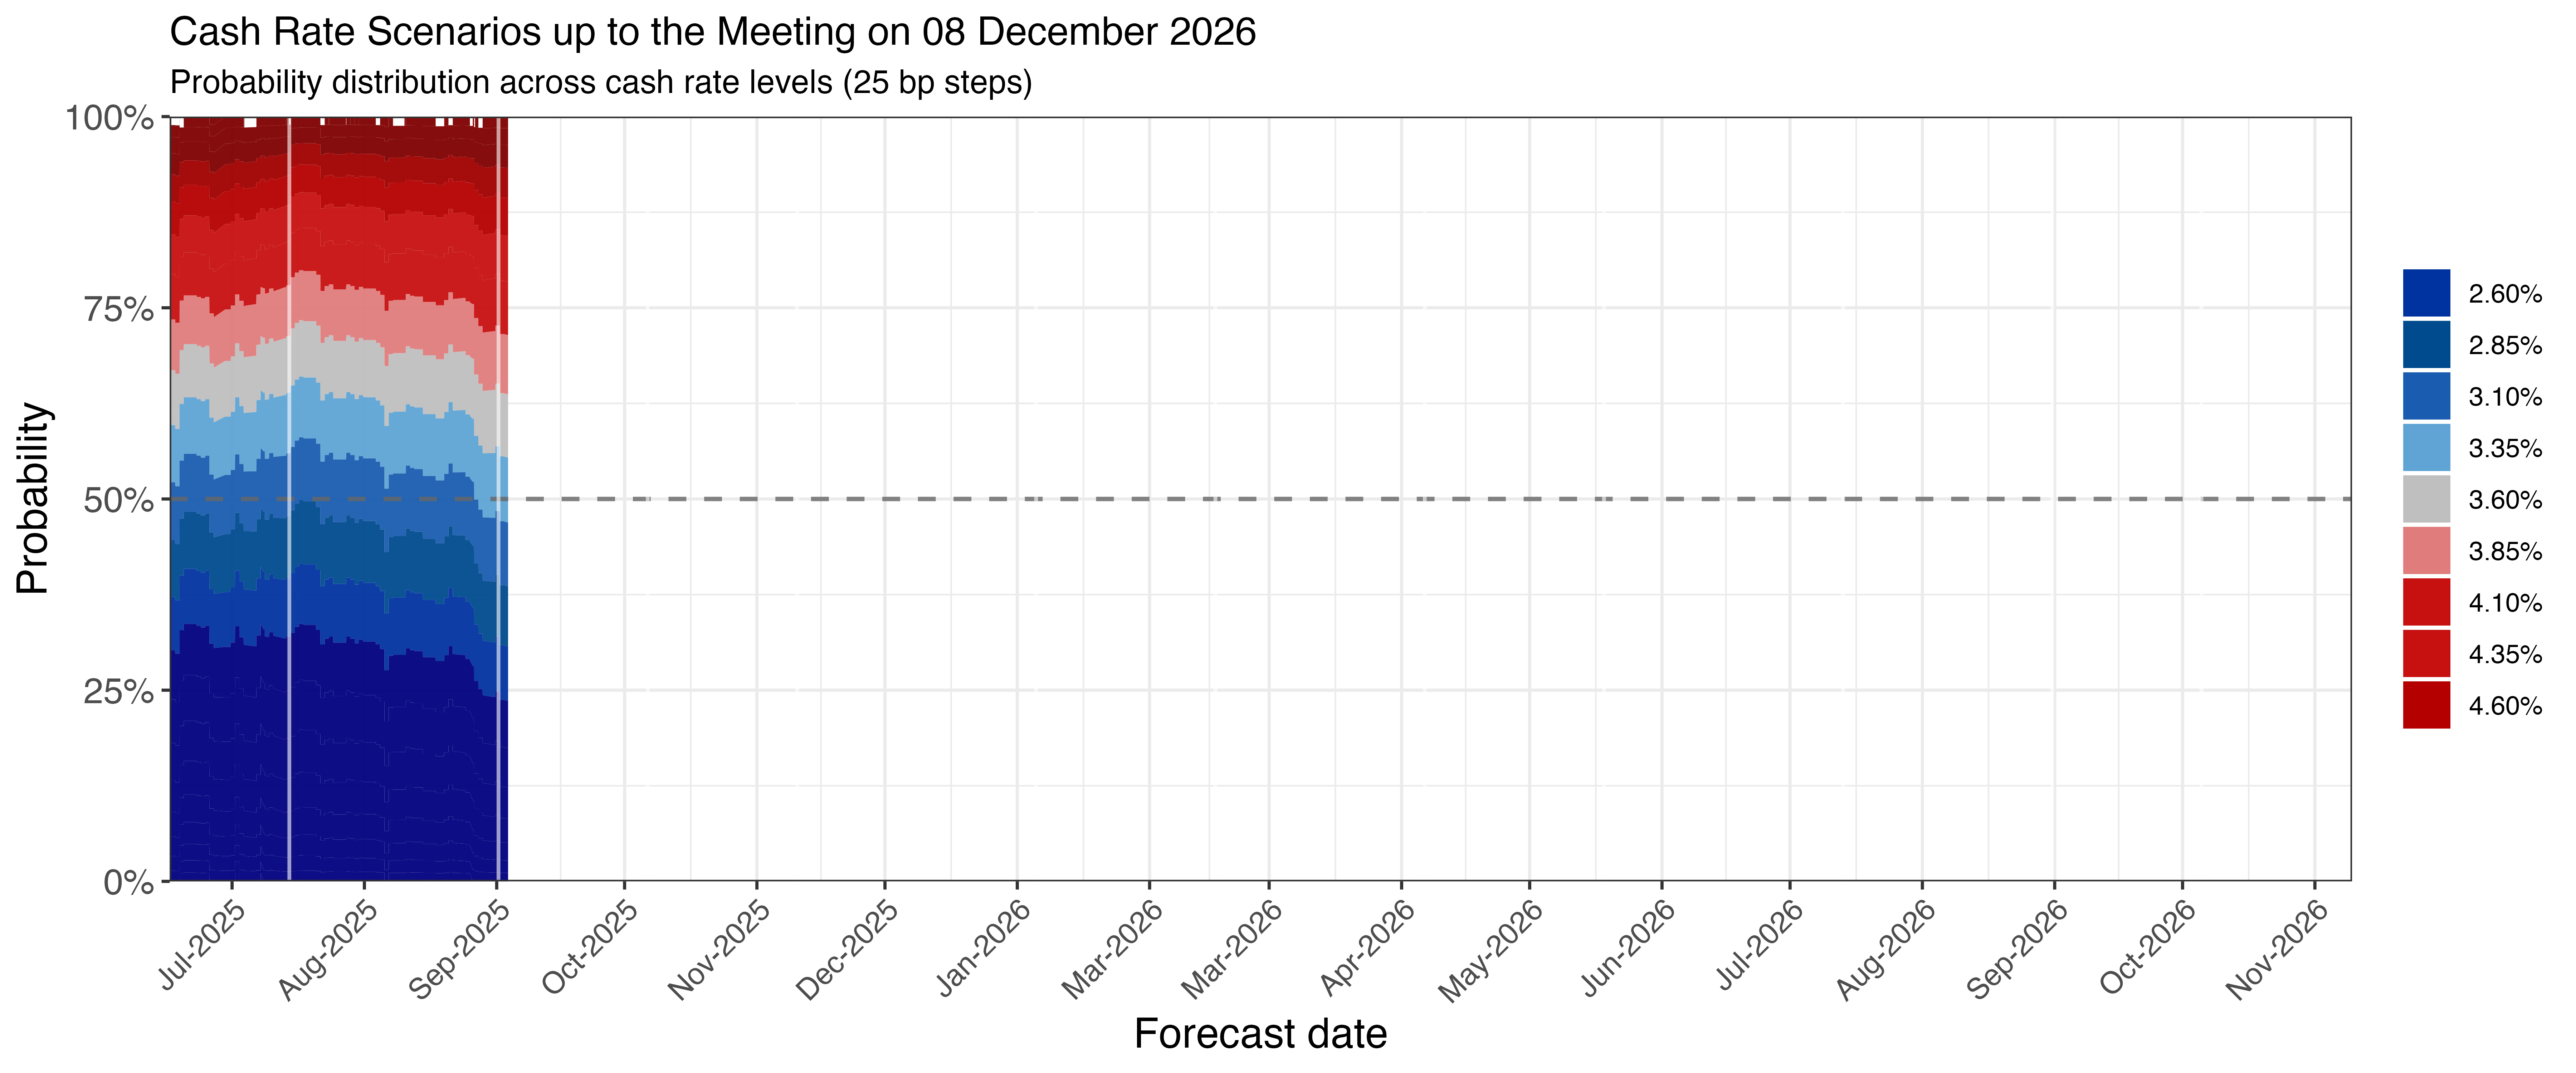 Cash Rate Scenarios up to the Meeting on 08 December 2026
Probability distribution across cash rate levels (25 bp steps)
100%
75%
50%
25%
0%
Probability
Jul-2025
Aug-2025
Sep-2025
Oct-2025
Nov-2025
Dec-2025
Jan-2026
Mar-2026
Mar-2026
Apr-2026
May-2026
Jun-2026
Jul-2026
Aug-2026
Sep-2026
Oct-2026
Nov-2026
Forecast date
2.60%
2.85%
3.10%
3.35%
3.60%
3.85%
4.10%
4.35%
4.60%